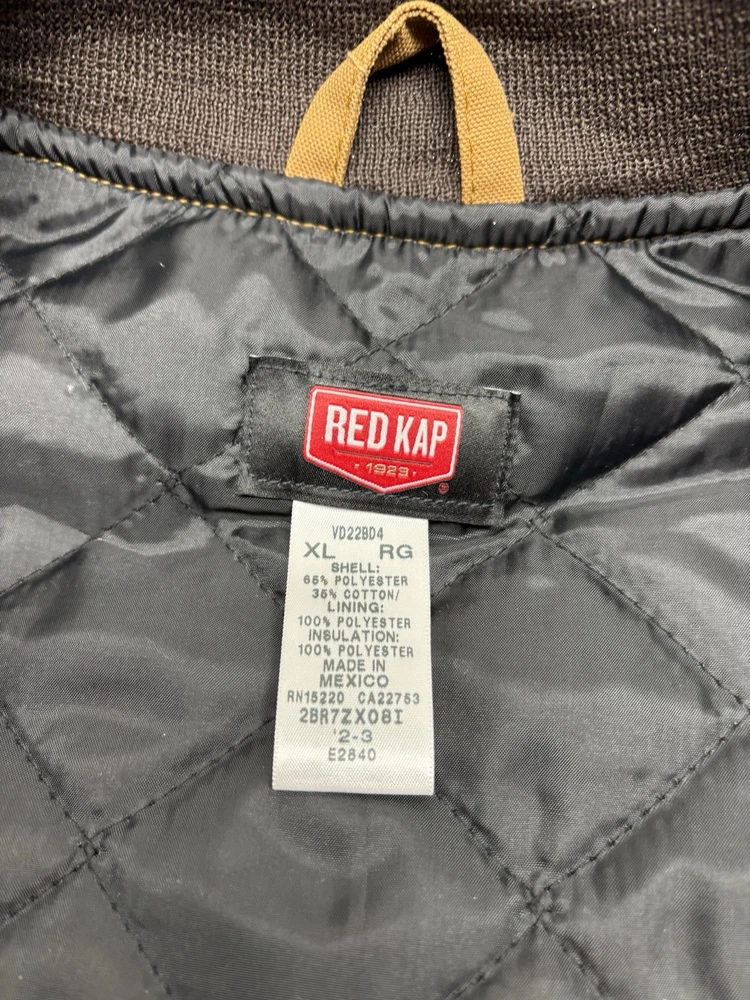 RED KAP
· 1923 ·
®
VD22BD4
XL RG
SHELL:
65% POLYESTER
35% COTTON/
LINING:
100% POLYESTER
INSULATION:
100% POLYESTER
MADE IN
MEXICO
RN15220 CA22753
2BR7ZX08I
'2-3
E2840